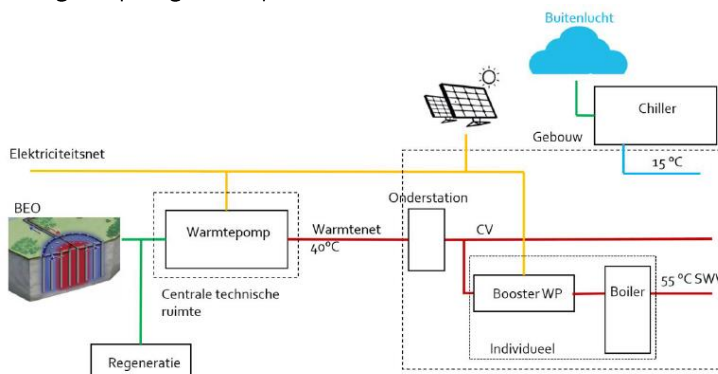 Buitenlucht
Chiller
Gebouw
15 °C
Elektriciteitsnet
Onderstation
BEO
Warmtepomp
Warmtenet
40°C
CV
Centrale technische
ruimte
Booster WP
Boiler
55 °C SWW
Individueel
Regeneratie